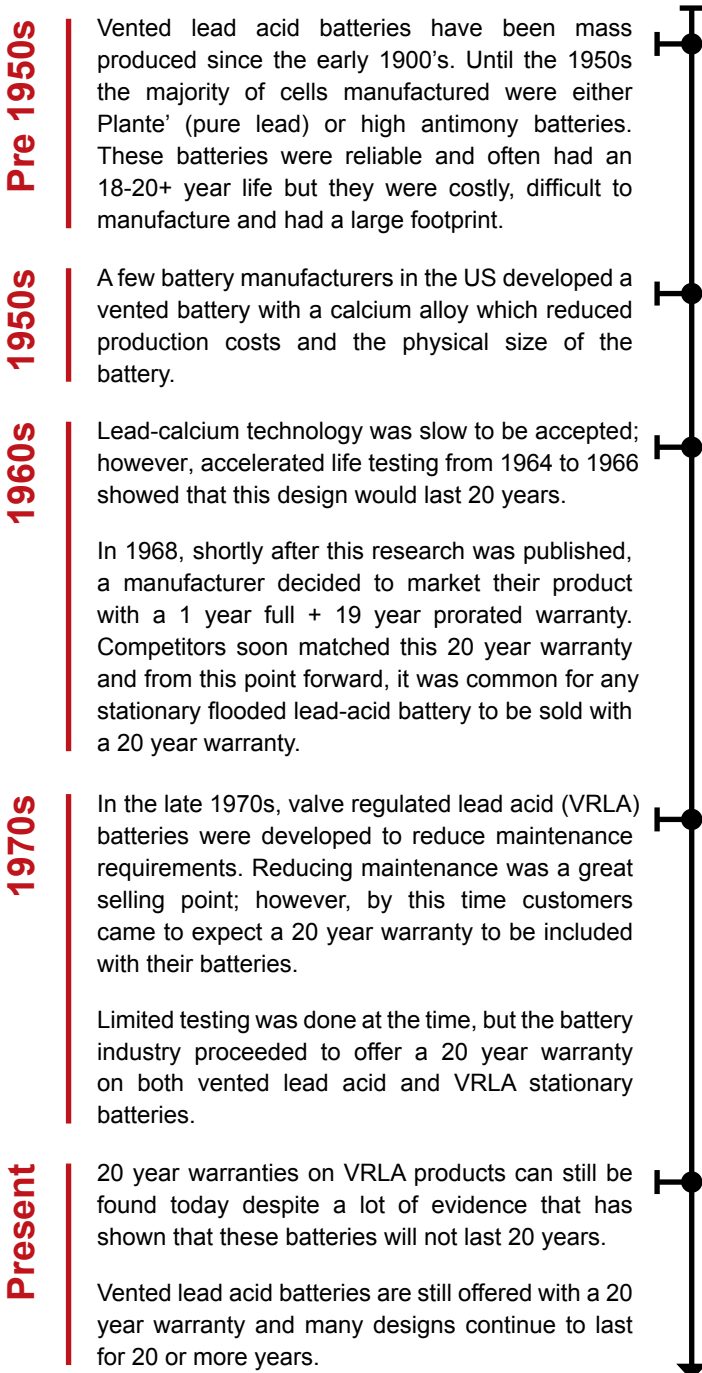 Pre 1950s
Vented lead acid batteries have been mass
produced since the early 1900’s. Until the 1950s
the majority of cells manufactured were either
Plante’ (pure lead) or high antimony batteries.
These batteries were reliable and often had an
18-20+ year life but they were costly, difficult to
manufacture and had a large footprint.
1950s
A few battery manufacturers in the US developed a
vented battery with a calcium alloy which reduced
production costs and the physical size of the
battery.
1960s
Lead-calcium technology was slow to be accepted;
however, accelerated life testing from 1964 to 1966
showed that this design would last 20 years.
In 1968, shortly after this research was published,
a manufacturer decided to market their product
with a 1 year full + 19 year prorated warranty.
Competitors soon matched this 20 year warranty
and from this point forward, it was common for any
stationary flooded lead-acid battery to be sold with
a 20 year warranty.
1970s
In the late 1970s, valve regulated lead acid (VRLA)
batteries were developed to reduce maintenance
requirements. Reducing maintenance was a great
selling point; however, by this time customers
came to expect a 20 year warranty to be included
with their batteries.
Limited testing was done at the time, but the battery
industry proceeded to offer a 20 year warranty
on both vented lead acid and VRLA stationary
batteries.
Present
20 year warranties on VRLA products can still be
found today despite a lot of evidence that has
shown that these batteries will not last 20 years.
Vented lead acid batteries are still offered with a 20
year warranty and many designs continue to last
for 20 or more years.